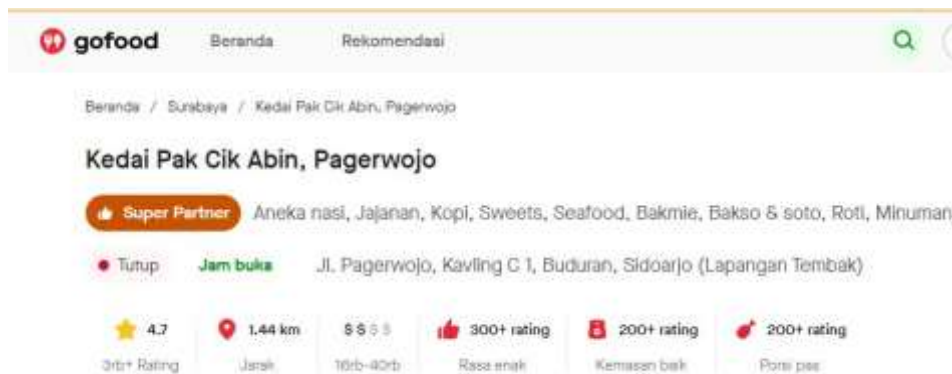 gofood Beranda Rekomendasi
Beranda / Surabaya / Kedai Pak Cik Abin, Pagerwojo
Kedai Pak Cik Abin, Pagerwojo
Super Partner Aneka nasi, Jajanan, Kopi, Sweets, Seafood, Bakmie, Bakso & soto, Roti, Minuman
Tutup Jam buka Jl. Pagerwojo, Kavling C 1, Buduran, Sidoarjo (Lapangan Tembak)
4.7 1.44 km $$$$ 300+ rating 200+ rating 200+ rating
3rb+ Rating Jarak 16rb-40rb Rasa enak Kemasan baik Porsi pas